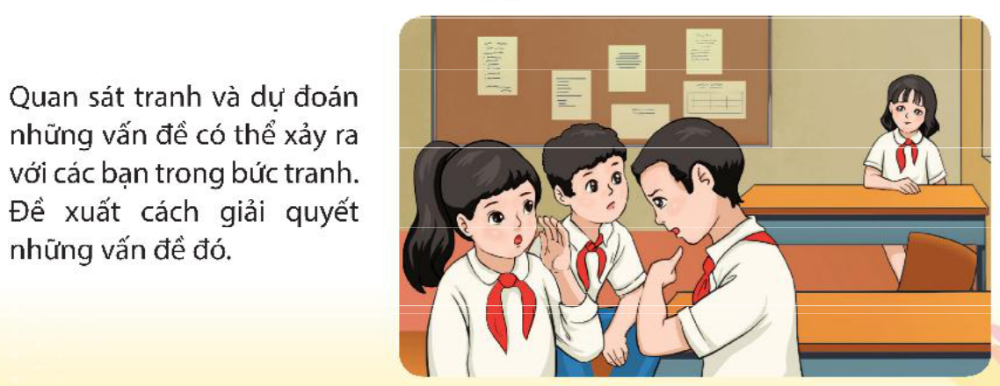 Quan sát tranh và dự đoán
những vấn đề có thể xảy ra
với các bạn trong bức tranh.
Đề xuất cách giải quyết
những vấn đề đó.